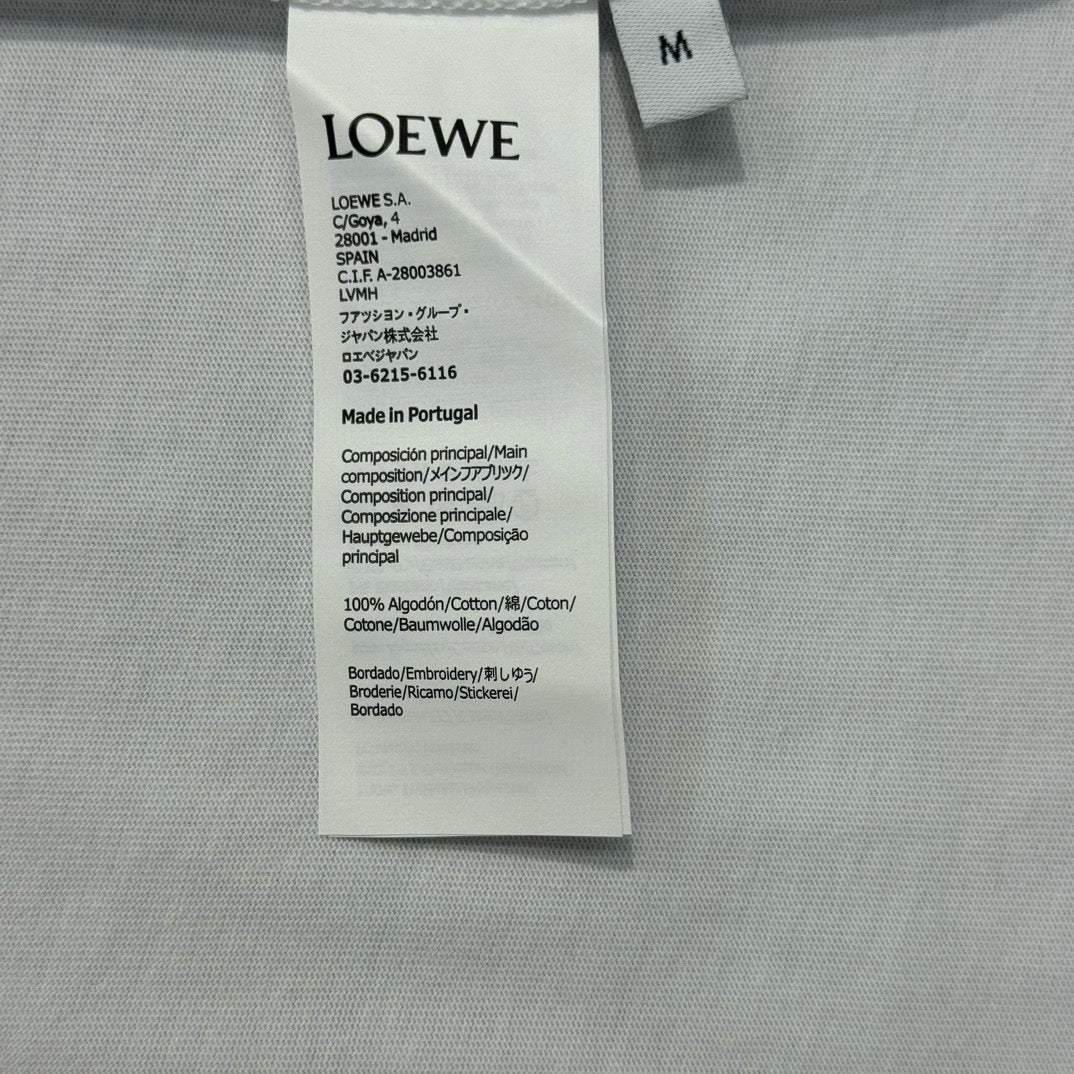 M
LOEWE
LOEWE S.A.
C/Goya, 4
28001 - Madrid
SPAIN
C.I.F. A-28003861
LVMH
ファツション・グループ・
ジャパン株式会社
ロエベジャパン
03-6215-6116
Made in Portugal
Composición principal/Main
composition/メインファブリック/
Composition principal/
Composizione principale/
Hauptgewebe/Composição
principal
100% Algodón/Cotton/綿/Coton/
Cotone/Baumwolle/Algodão
Bordado/Embroidery/刺しゆう/
Broderie/Ricamo/Stickerei/
Bordado